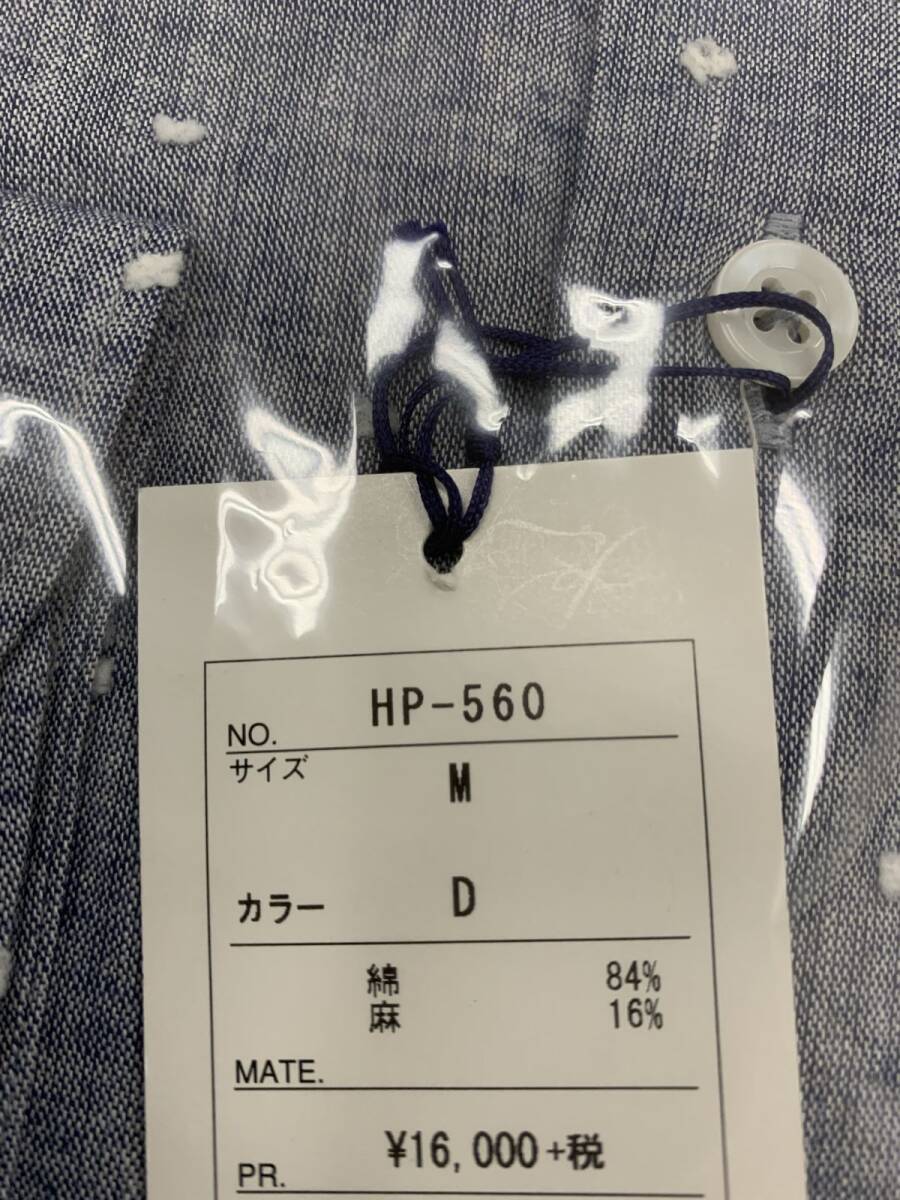 NO. HP-560
サイズ M
カラー D
綿 84%
麻 16%
MATE.
PR. ¥16,000+税